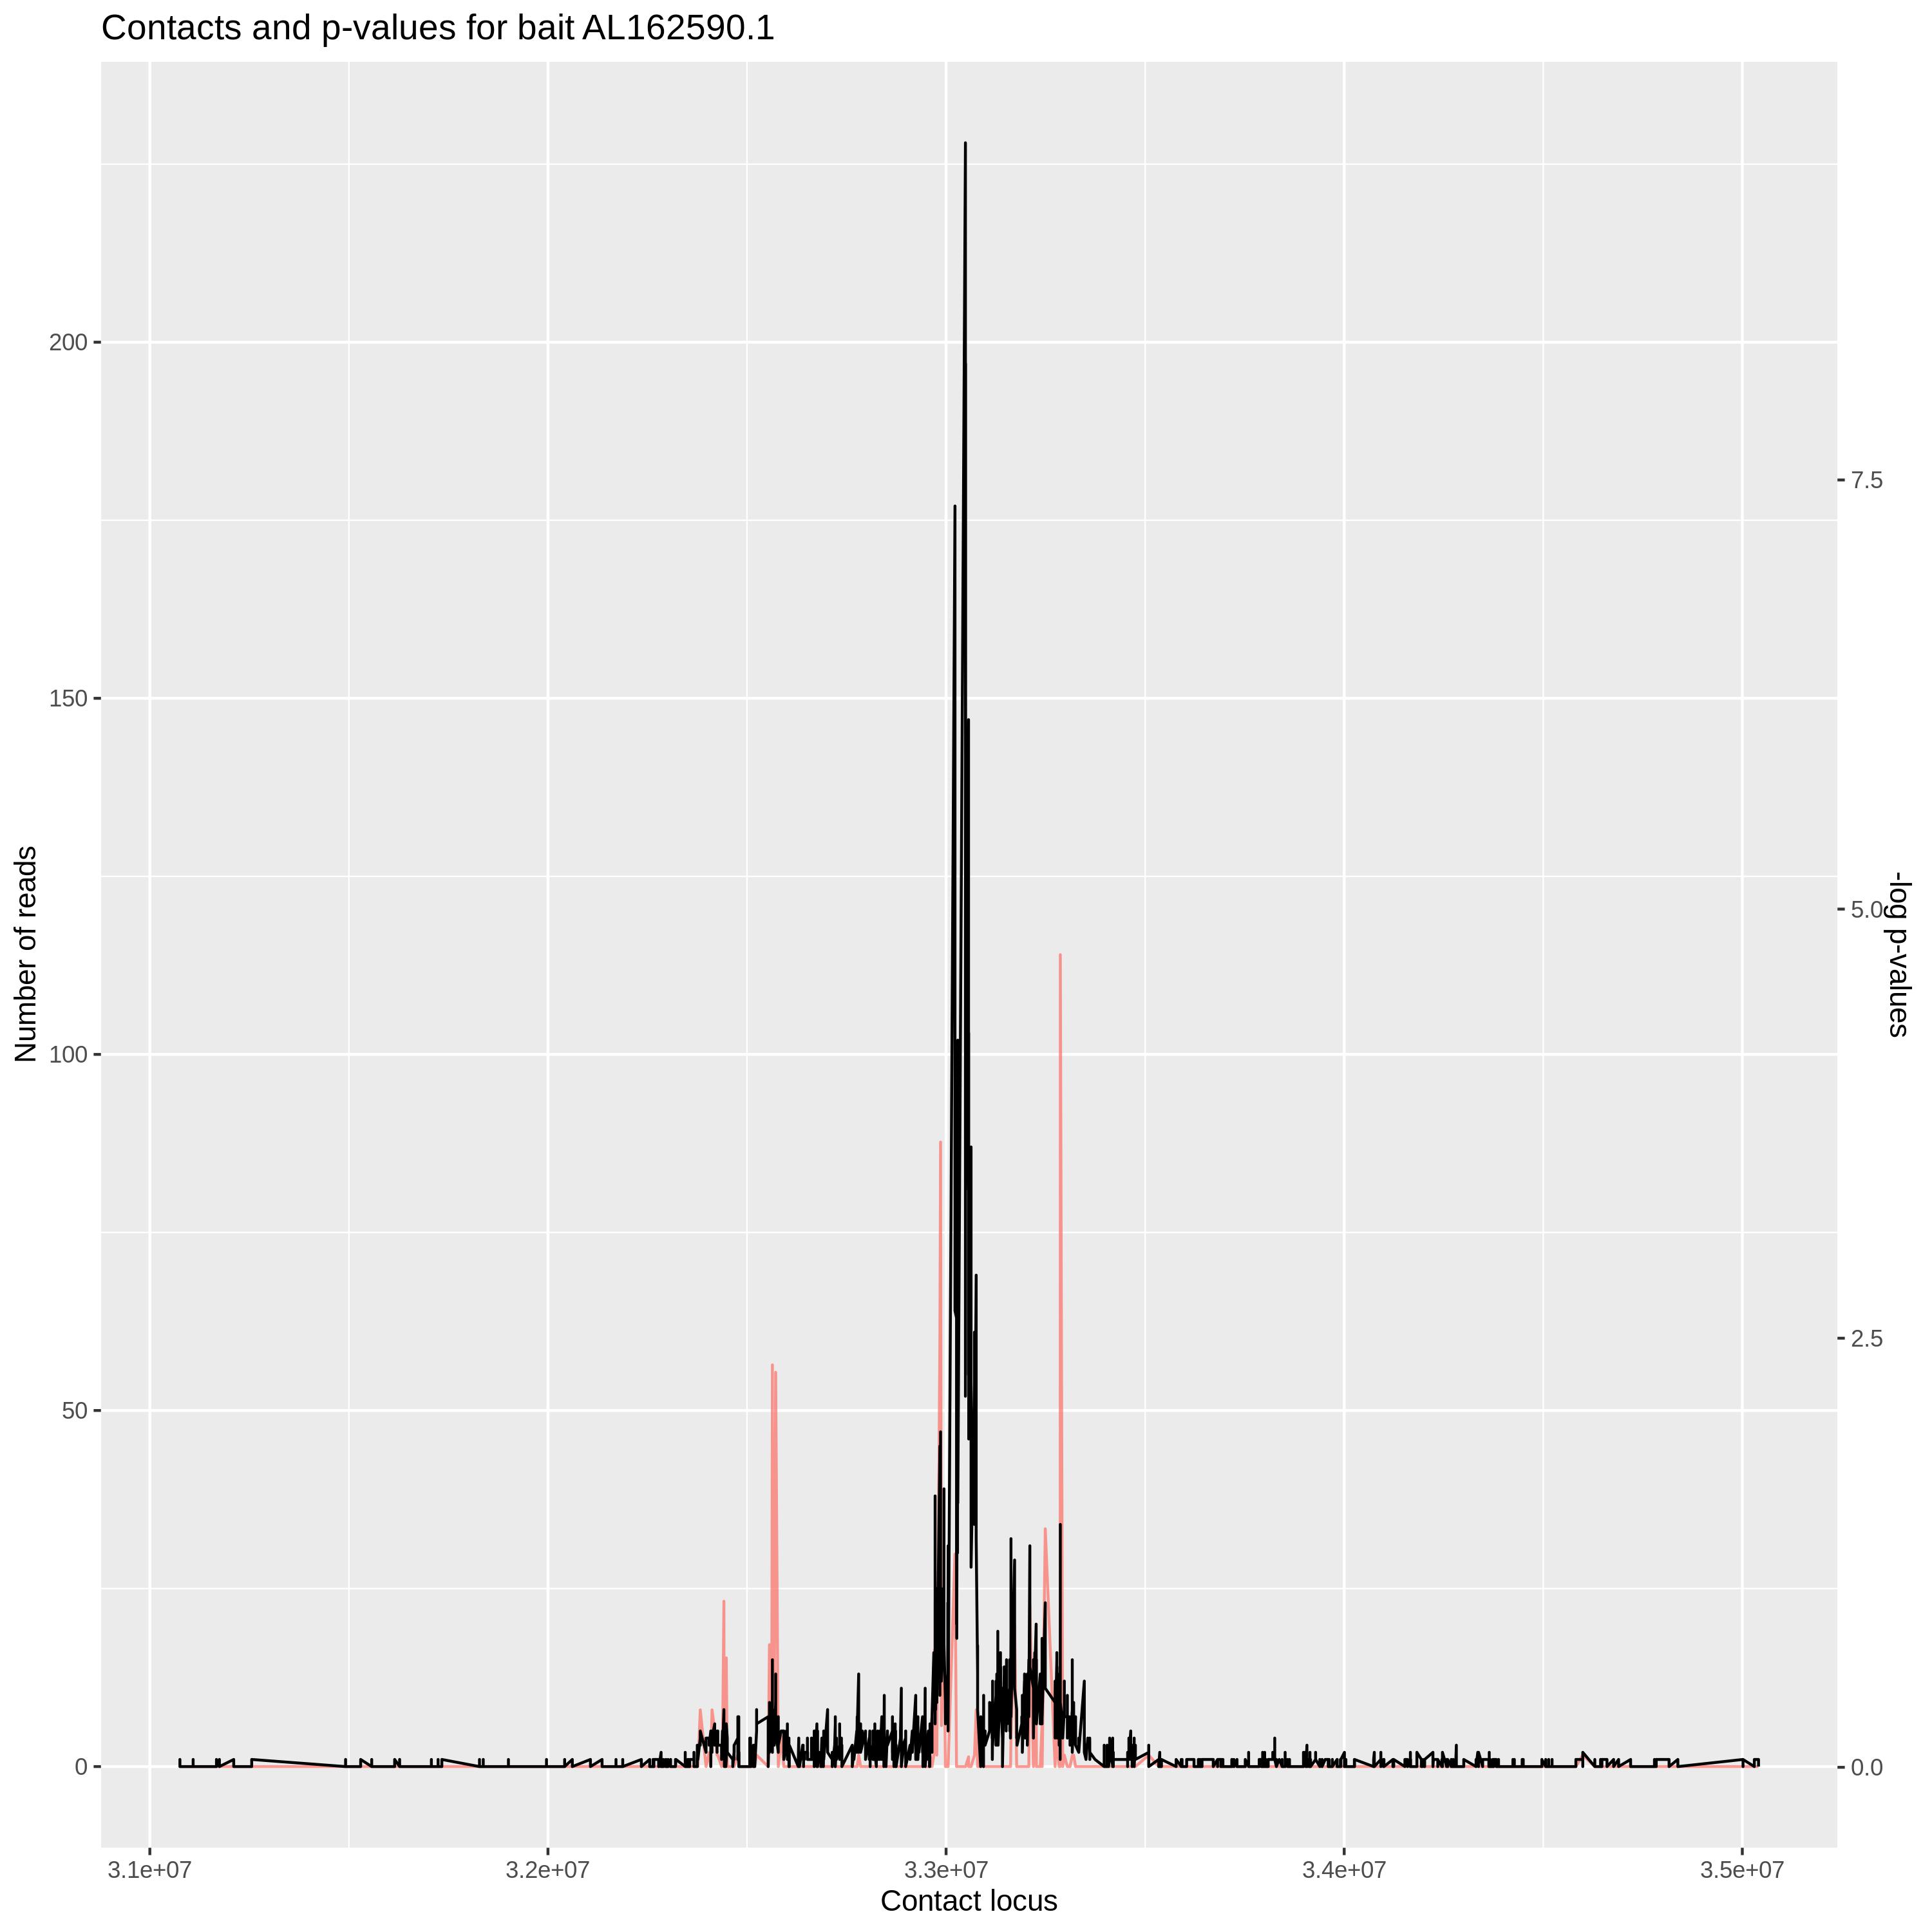 Contacts and p-values for bait AL162590.1
200
150
100
50
0
Number of reads
7.5
5.0
2.5
0.0
-log p-values
3.1e+07 3.2e+07 3.3e+07 3.4e+07 3.5e+07
Contact locus